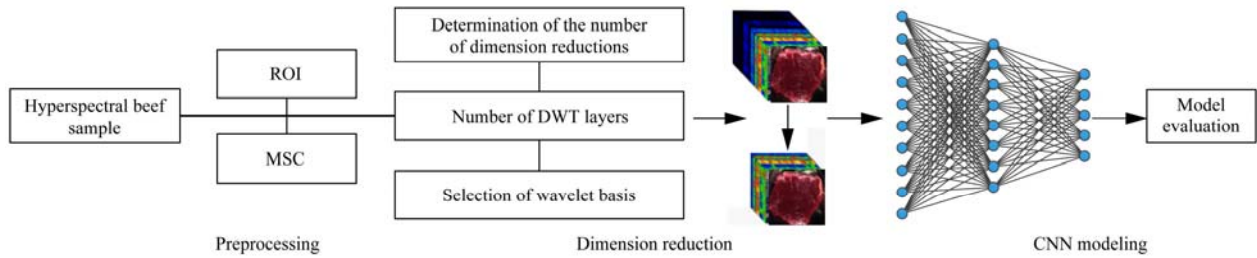 Hyperspectral beef
sample
ROI
MSC
Determination of the number
of dimension reductions
Number of DWT layers
Selection of wavelet basis
Model
evaluation
Preprocessing
Dimension reduction
CNN modeling